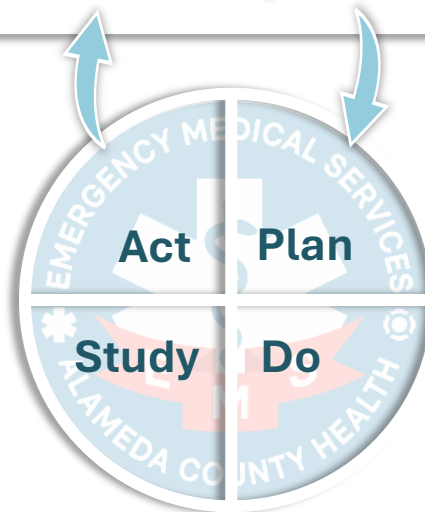 EMERGENCY MEDICAL SERVICES
Act
Plan
Study
Do
E M S
ALAMEDA COUNTY HEALTH